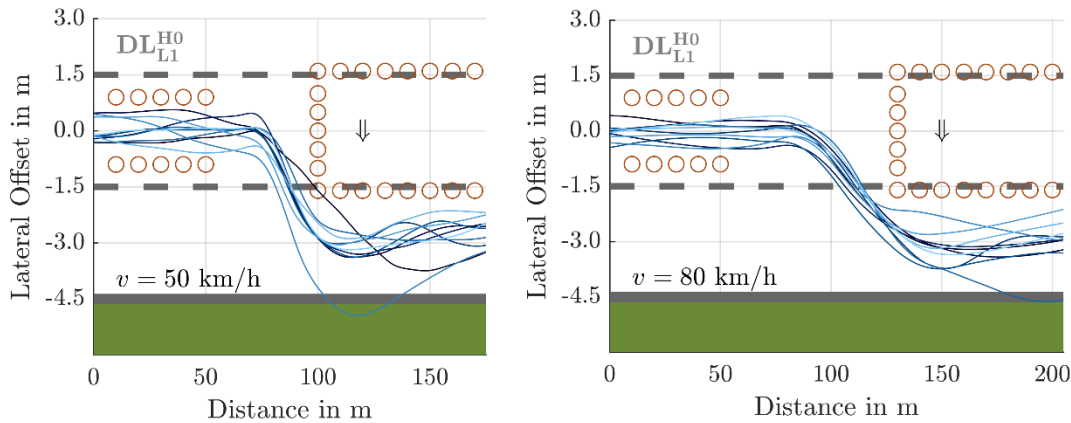 3.0
1.5
0.0
-1.5
-3.0
-4.5
Lateral Offset in m
DL_{L1}^{H0}
⇓
v = 50 km/h
0
50
100
150
Distance in m
3.0
1.5
0.0
-1.5
-3.0
-4.5
Lateral Offset in m
DL_{L1}^{H0}
⇓
v = 80 km/h
0
50
100
150
200
Distance in m